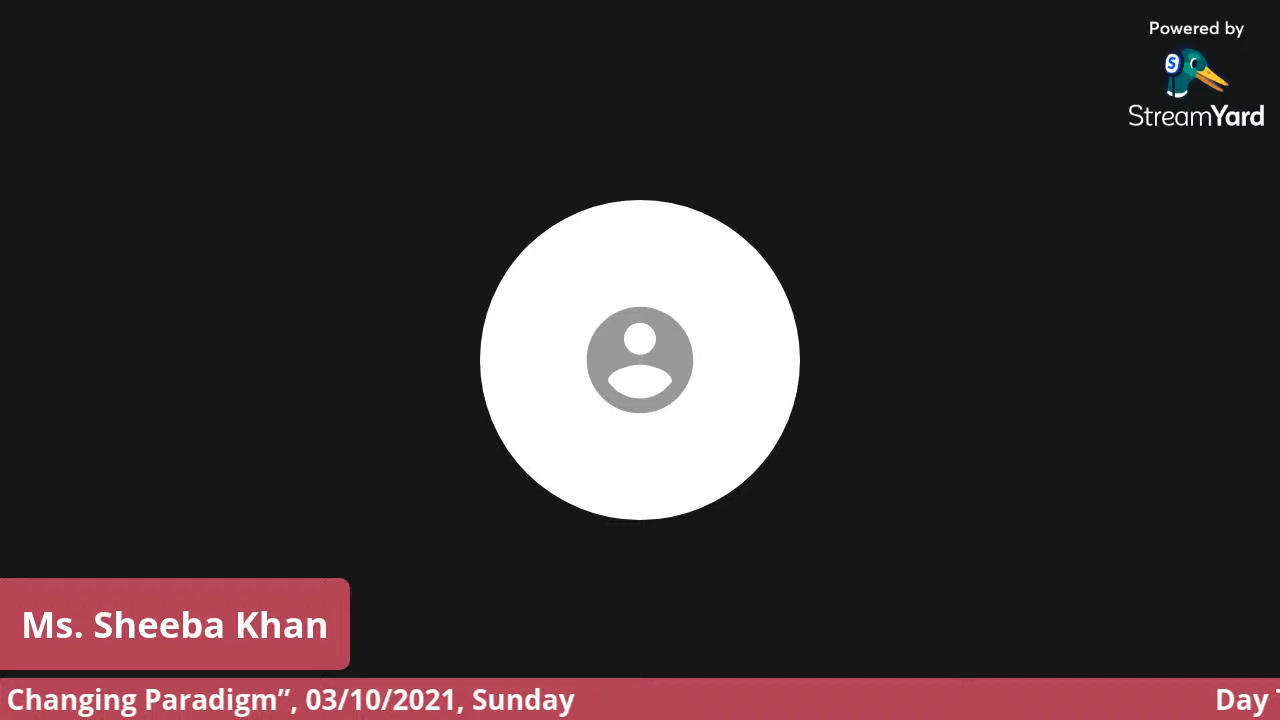 Powered by
S
StreamYard
Ms. Sheeba Khan
Changing Paradigm”, 03/10/2021, Sunday
Day